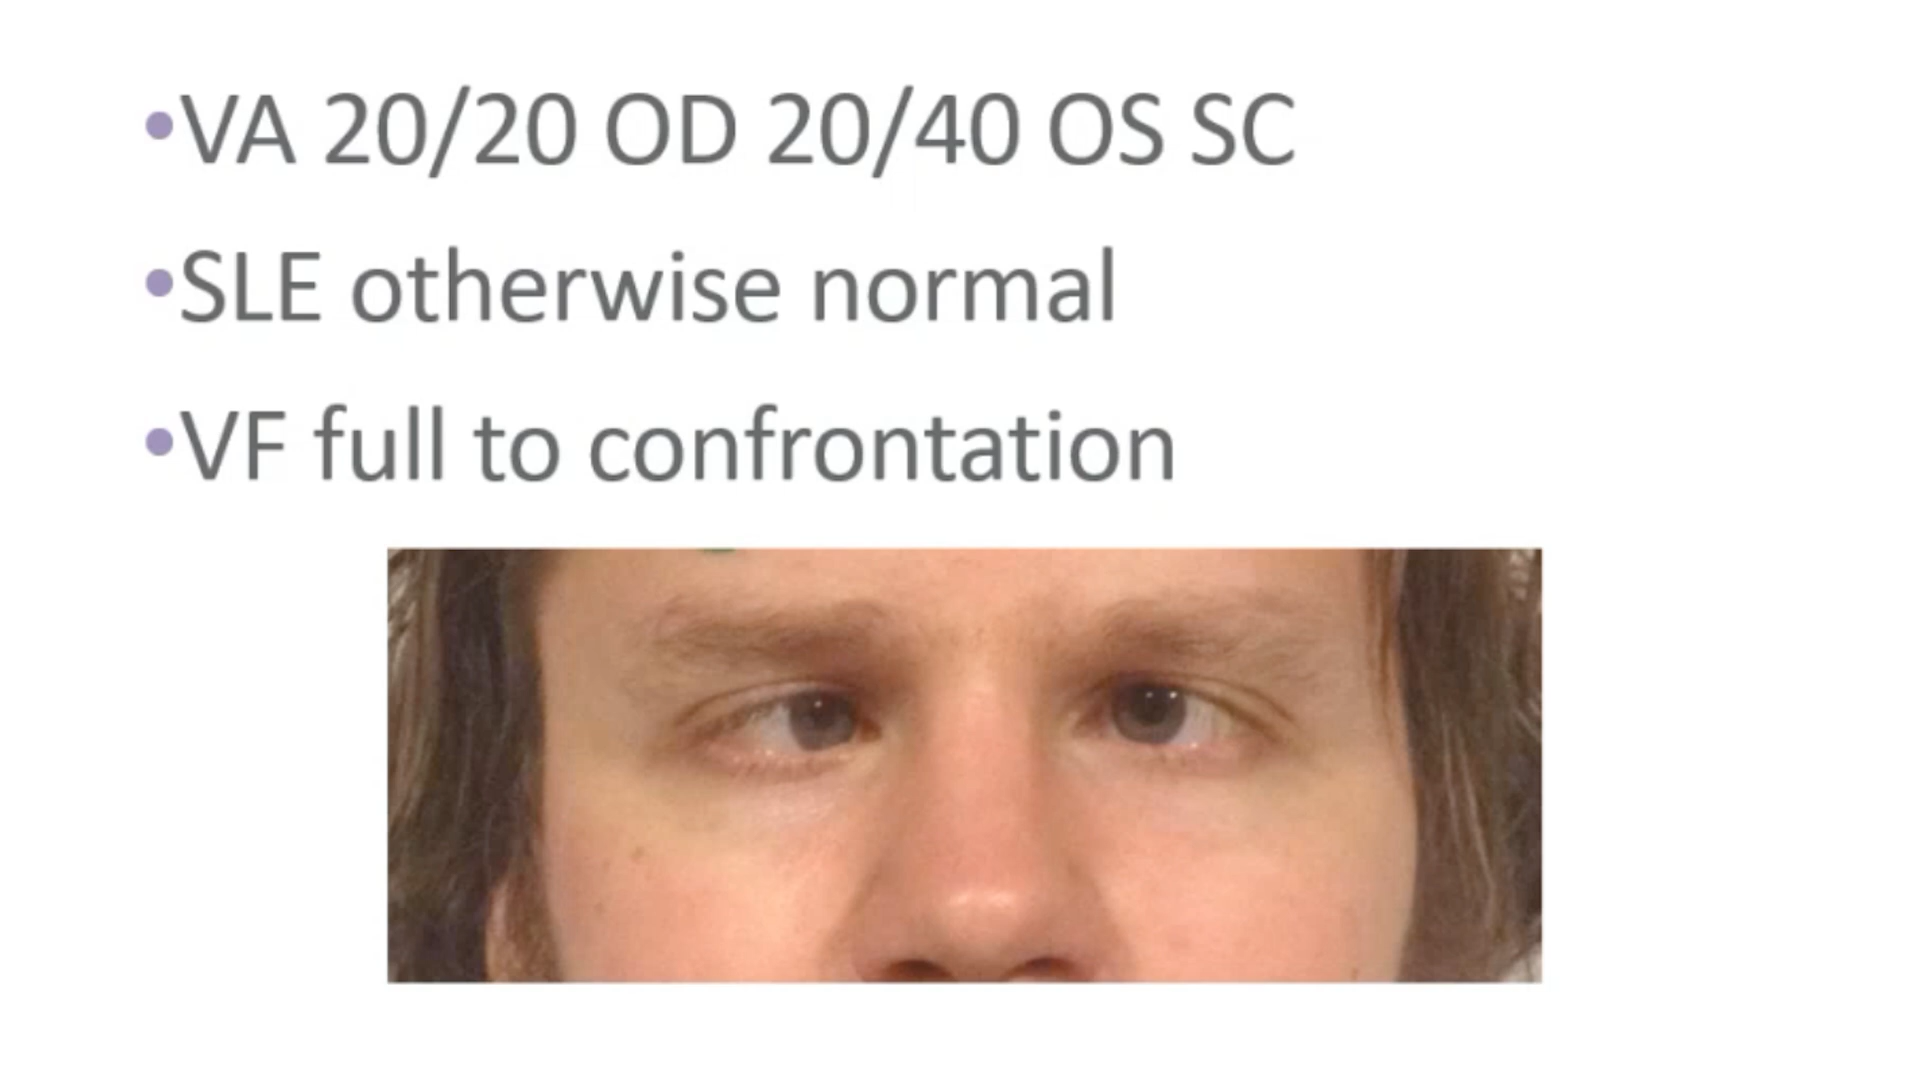 •VA 20/20 OD 20/40 OS SC
•SLE otherwise normal
•VF full to confrontation